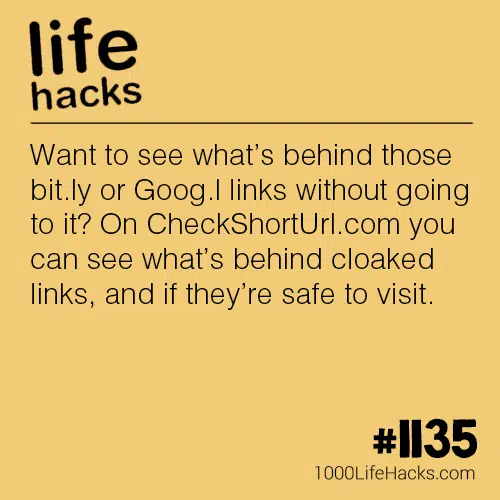 life
hacks
Want to see what’s behind those
bit.ly or Goog.l links without going
to it? On CheckShortUrl.com you
can see what’s behind cloaked
links, and if they’re safe to visit.
#1135
1000LifeHacks.com